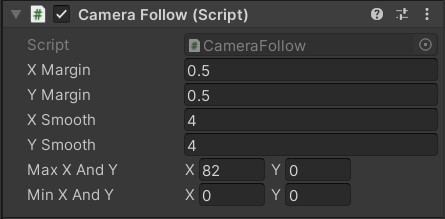 Camera Follow (Script)
Script CameraFollow
X Margin 0.5
Y Margin 0.5
X Smooth 4
Y Smooth 4
Max X And Y X 82 Y 0
Min X And Y X 0 Y 0